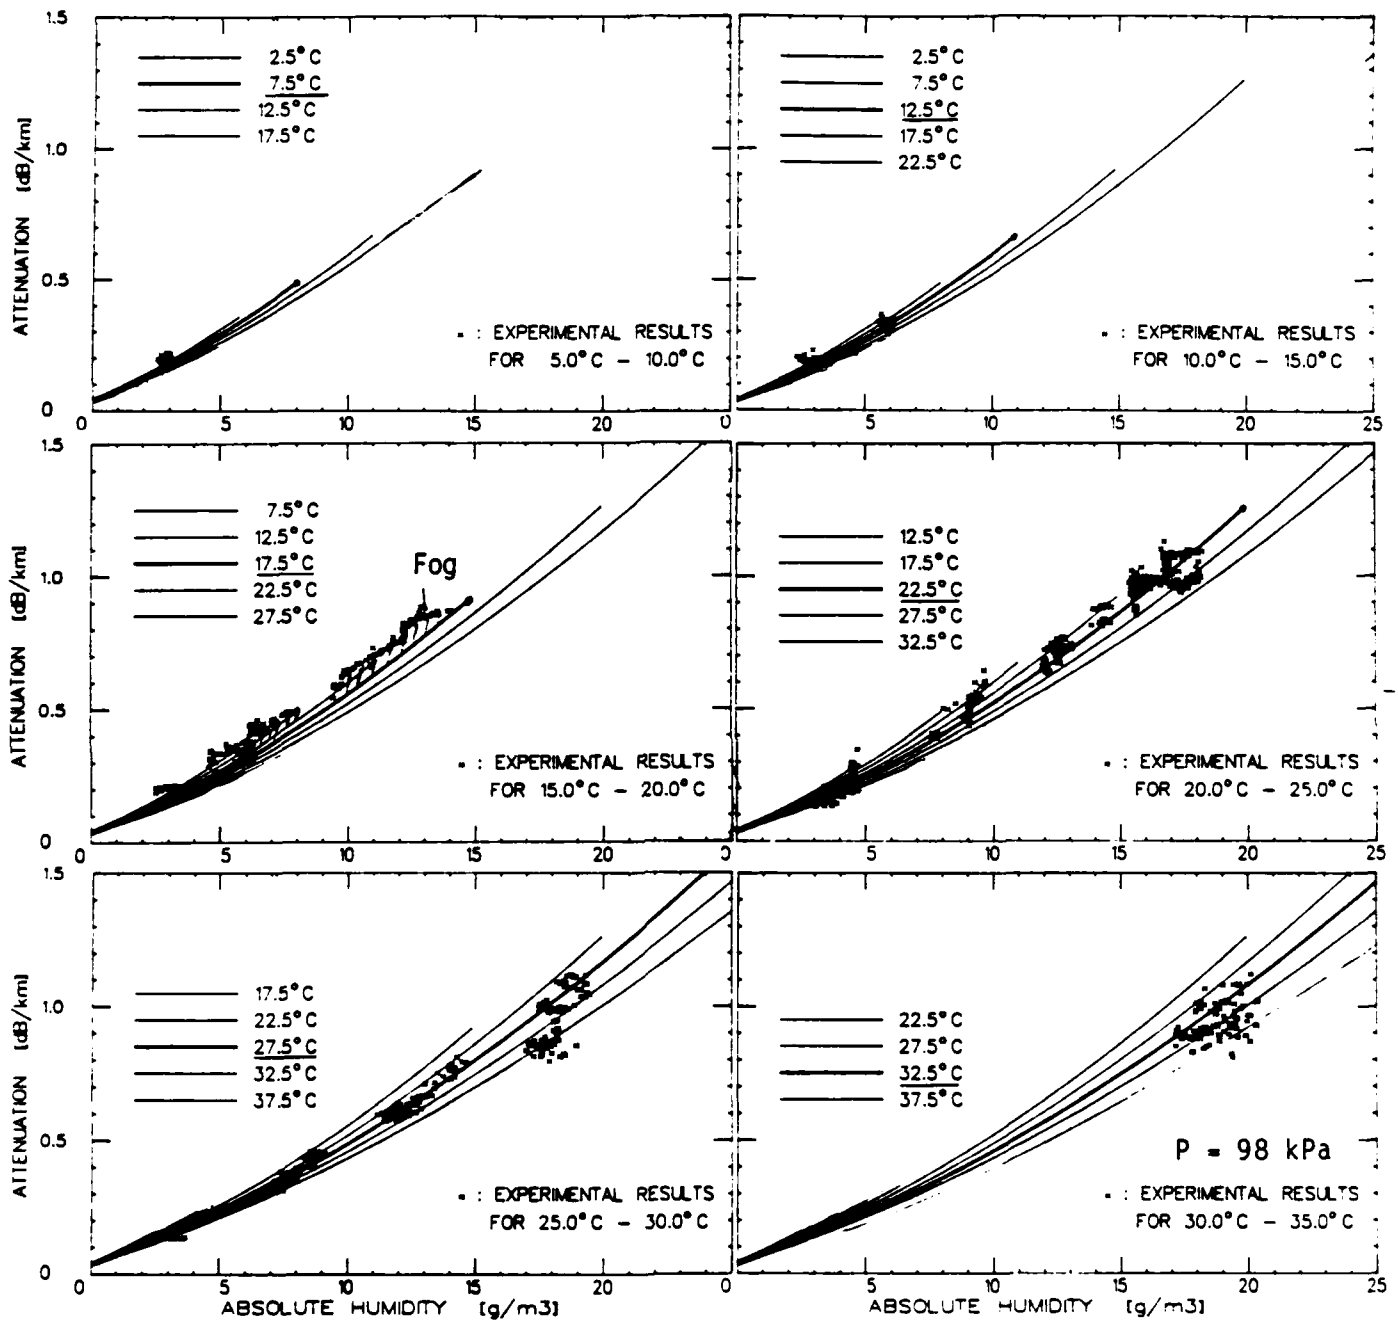 1.5
1.0
0.5
0
ATTENUATION [dB/km]
2.5°C
7.5°C
12.5°C
17.5°C
▪ : EXPERIMENTAL RESULTS
FOR 5.0°C – 10.0°C
0 5 10 15 20
2.5°C
7.5°C
12.5°C
17.5°C
22.5°C
▪ : EXPERIMENTAL RESULTS
FOR 10.0°C – 15.0°C
0 5 10 15 20 25
1.5
1.0
0.5
0
ATTENUATION [dB/km]
7.5°C
12.5°C
17.5°C
22.5°C
27.5°C
Fog
▪ : EXPERIMENTAL RESULTS
FOR 15.0°C – 20.0°C
0 5 10 15 20
12.5°C
17.5°C
22.5°C
27.5°C
32.5°C
▪ : EXPERIMENTAL RESULTS
FOR 20.0°C – 25.0°C
0 5 10 15 20 25
1.5
1.0
0.5
0
ATTENUATION [dB/km]
17.5°C
22.5°C
27.5°C
32.5°C
37.5°C
▪ : EXPERIMENTAL RESULTS
FOR 25.0°C – 30.0°C
0 5 10 15 20
ABSOLUTE HUMIDITY [g/m3]
22.5°C
27.5°C
32.5°C
37.5°C
P = 98 kPa
▪ : EXPERIMENTAL RESULTS
FOR 30.0°C – 35.0°C
0 5 10 15 20 25
ABSOLUTE HUMIDITY [g/m3]